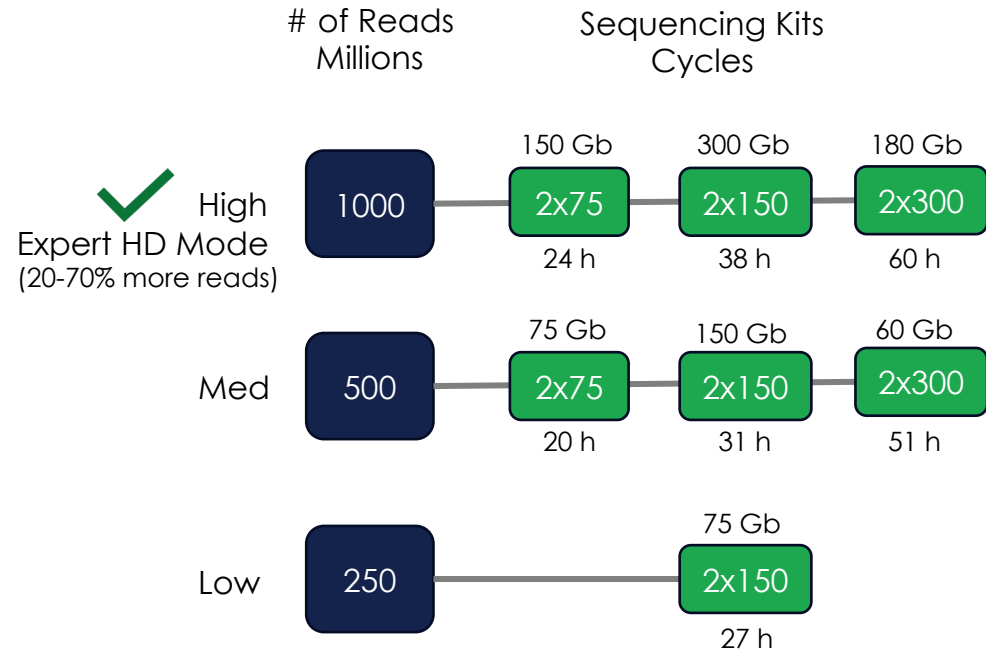 # of Reads
Millions
Sequencing Kits
Cycles
High
Expert HD Mode
(20-70% more reads)
1000
150 Gb
2x75
24 h
300 Gb
2x150
38 h
180 Gb
2x300
60 h
Med
500
75 Gb
2x75
20 h
150 Gb
2x150
31 h
60 Gb
2x300
51 h
Low
250
75 Gb
2x150
27 h